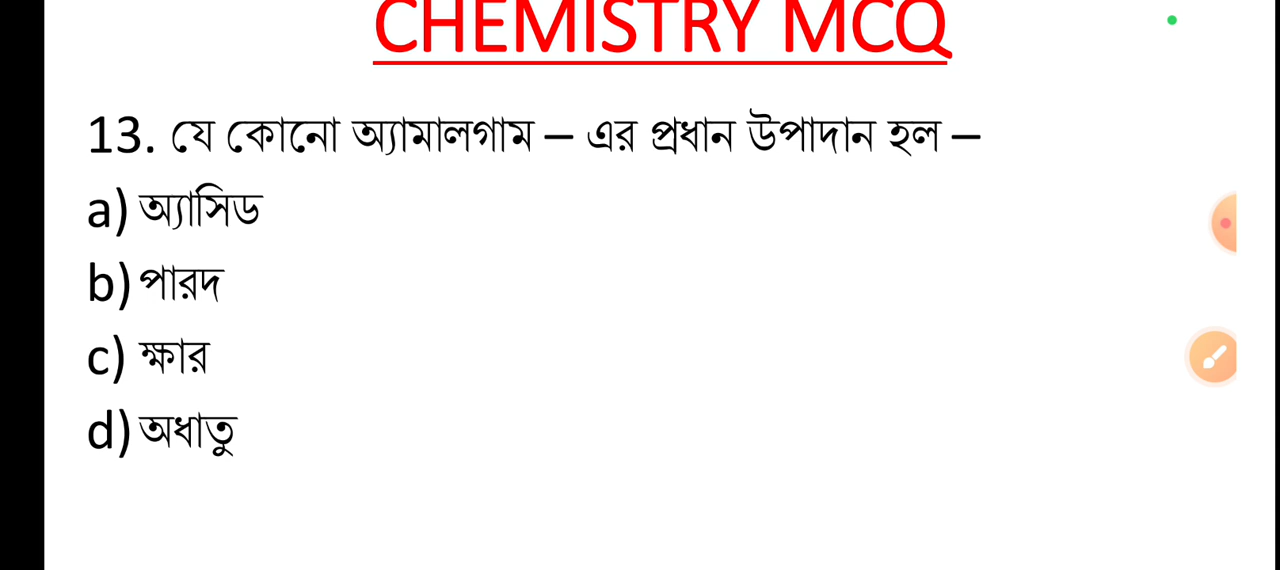 CHEMISTRY MCQ
13. যে কোনো অ্যামালগাম – এর প্রধান উপাদান হল –
a) অ্যাসিড
b) পারদ
c) ক্ষার
d) অধাতু